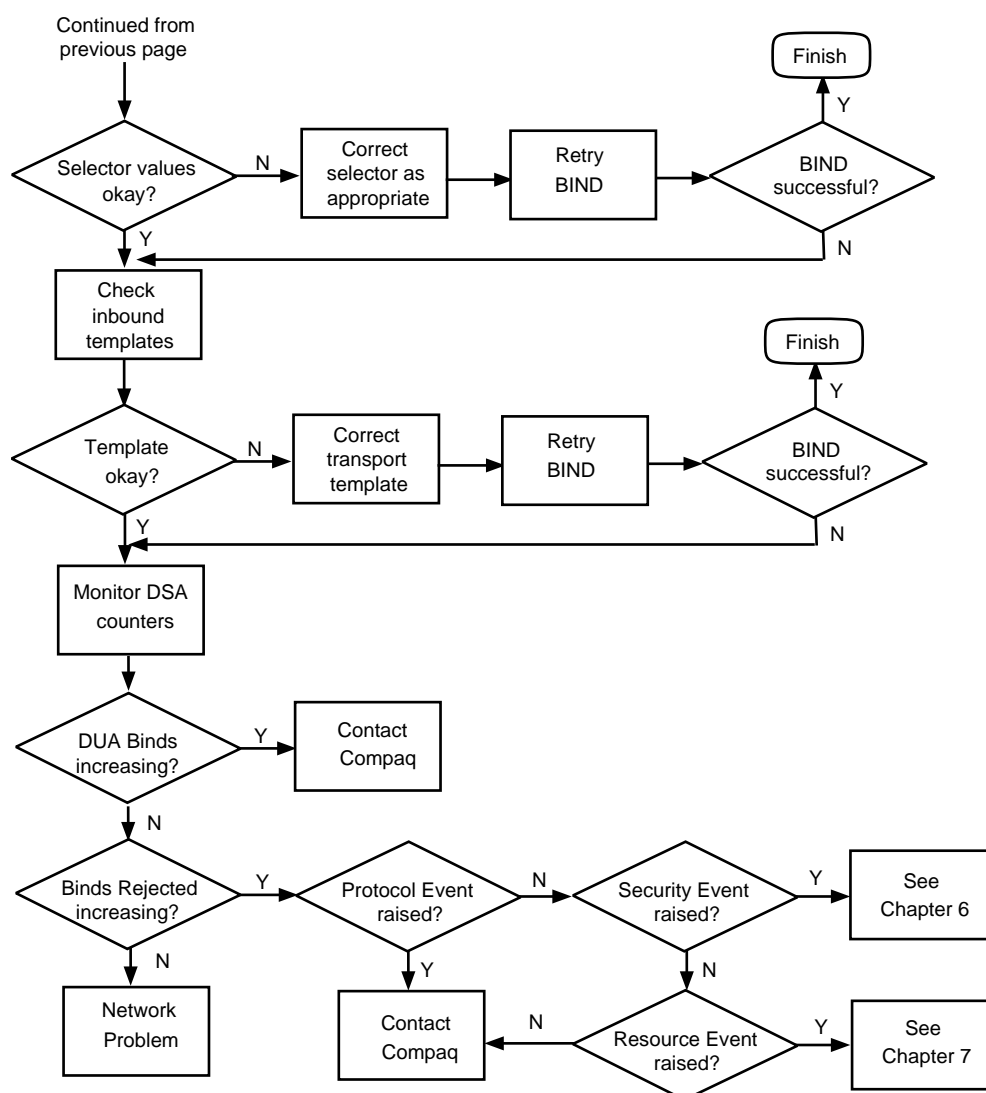 Continued from
previous page
Finish
Y
Selector values
okay?
N
Correct
selector as
appropriate
Retry
BIND
BIND
successful?
Y
N
Check
inbound
templates
Finish
Y
Template
okay?
N
Correct
transport
template
Retry
BIND
BIND
successful?
Y
N
Monitor DSA
counters
DUA Binds
increasing?
Y
Contact
Compaq
N
Binds Rejected
increasing?
Y
Protocol Event
raised?
N
Security Event
raised?
Y
See
Chapter 6
N
Y
N
Network
Problem
Contact
Compaq
N
Resource Event
raised?
Y
See
Chapter 7